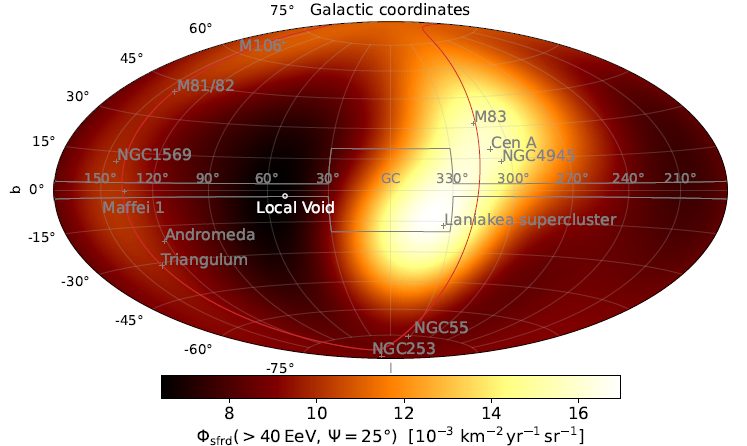 75° Galactic coordinates
60°
M106
45°
M81/82
30°
M83
15°
NGC1569
Cen A
NGC4945
b
0°
150° 120° 90° 60° 30° GC 330° 300° 270° 240° 210°
Maffei 1
Local Void
Laniakea supercluster
-15°
Andromeda
Triangulum
-30°
-45°
NGC55
-60°
NGC253
-75°
8 10 12 14 16
Φ_sfrd(> 40 EeV, Ψ = 25°) [10⁻³ km⁻² yr⁻¹ sr⁻¹]